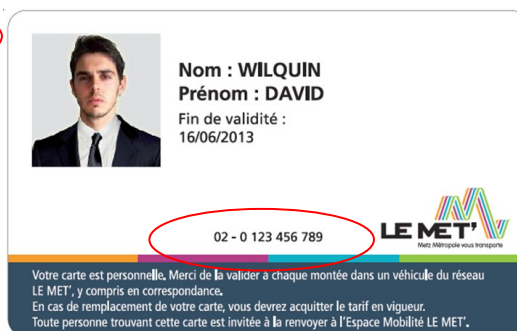 Nom : WILQUIN
Prénom : DAVID
Fin de validité :
16/06/2013
02 - 0 123 456 789
LE MET'
Metz Métropole vous transporte
Votre carte est personnelle. Merci de la valider à chaque montée dans un véhicule du réseau
LE MET', y compris en correspondance.
En cas de remplacement de votre carte, vous devrez acquitter le tarif en vigueur.
Toute personne trouvant cette carte est invitée à la renvoyer à l'Espace Mobilité LE MET'.